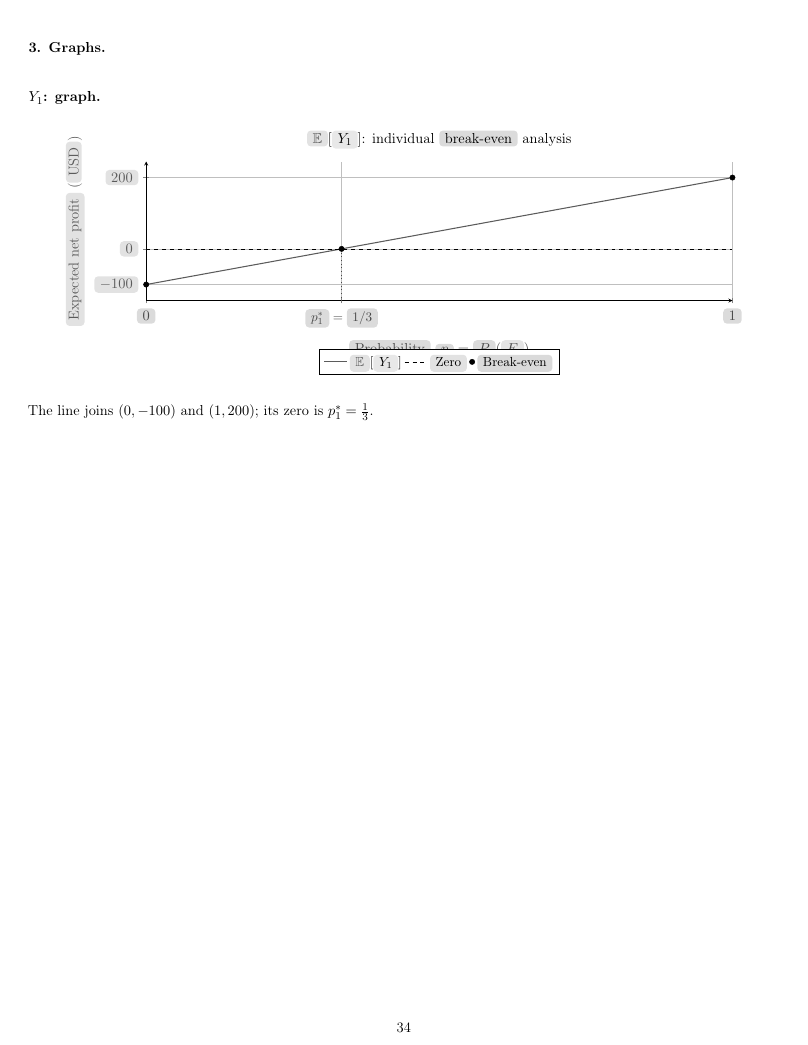 3. Graphs.
Y₁: graph.
𝔼[Y₁]: individual break-even analysis
Expected net profit (USD)
200
0
−100
0
p₁* = 1/3
1
Probability p = P(E)
𝔼[Y₁] Zero Break-even
The line joins (0, −100) and (1, 200); its zero is p₁* = 1/3.
34